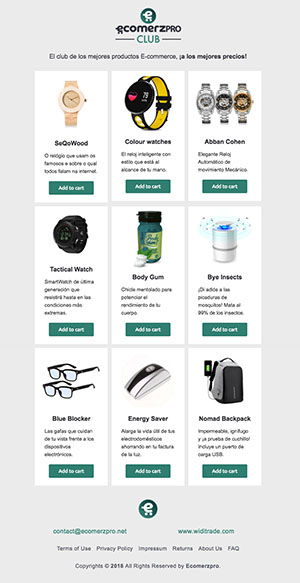 ecomerzPRO
CLUB
El club de los mejores productos E-commerce, ¡a los mejores precios!
SeQoWood
O relógio que usam os
famosos e sobre o qual
todos falam na internet.
Add to cart
Colour watches
El reloj inteligente con
estilo que está al
alcance de tu mano.
Add to cart
Abban Cohen
Elegante Reloj
Automático de
movimiento Mecánico.
Add to cart
Tactical Watch
SmartWatch de última
generación que
resistirá hasta en las
condiciones más
extremas.
Add to cart
Body Gum
Chicle mentolado para
potenciar el
rendimiento de tu
cuerpo.
Add to cart
Bye Insects
¡Di adiós a las
picaduras de
mosquitos! Mata al
99% de los insectos.
Add to cart
Blue Blocker
Las gafas que cuidan
de tu vista frente a los
dispositivos
electrónicos.
Add to cart
Energy Saver
Alarga la vida útil de tus
electrodomésticos
ahorrando en tu factura
de la luz.
Add to cart
Nomad Backpack
Impermeable, ignífugo
y ¡a prueba de cuchillo!
Incluye un puerto de
carga USB.
Add to cart
contact@ecomerzpro.net
www.widitrade.com
Terms of Use Privacy Policy Impressum Returns About Us FAQ
Copyrights © 2018 All Rights Reserved by Ecomerzpro.